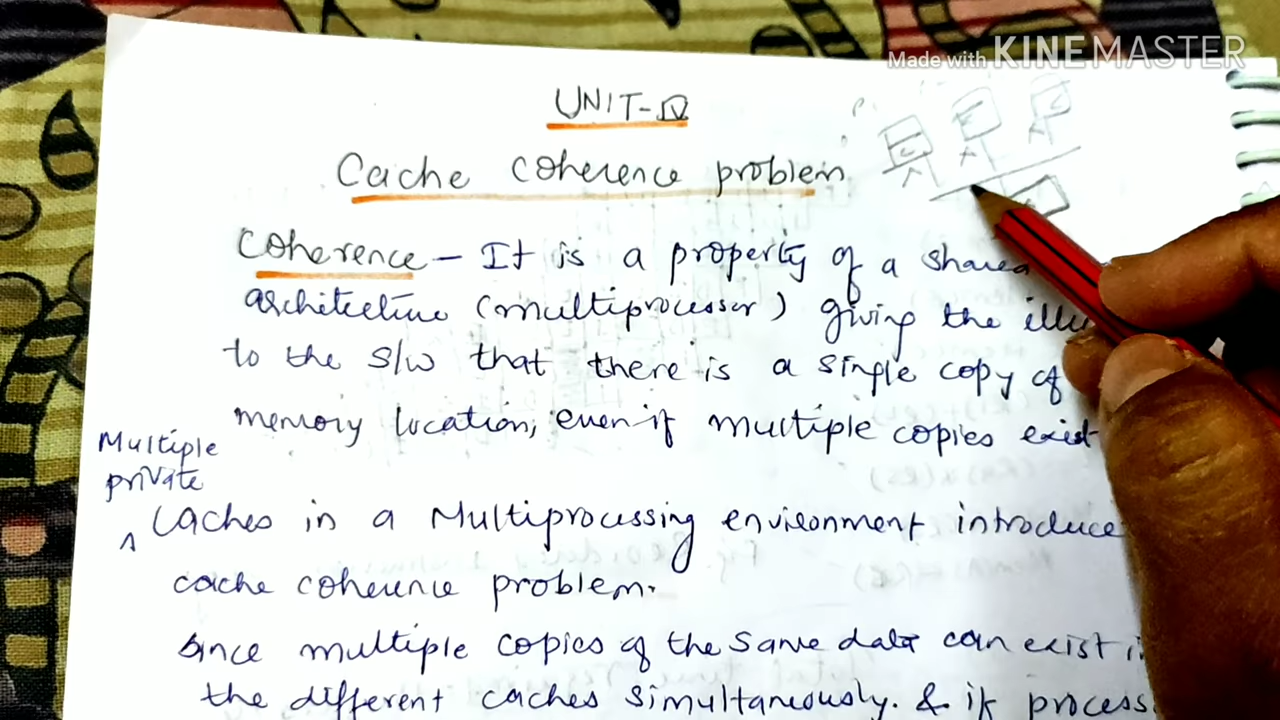 Made with KINEMASTER
UNIT-IV
Cache Coherence problem
Coherence - It is a property of a shared
architecture (multiprocessor) giving the
to the S/W that there is a single copy of
memory location, even if multiple copies exist
Multiple
private
^ Caches in a Multiprocessing environment introduce
cache coherence problem.
Since multiple copies of the same data can exist
the different caches simultaneously. & if